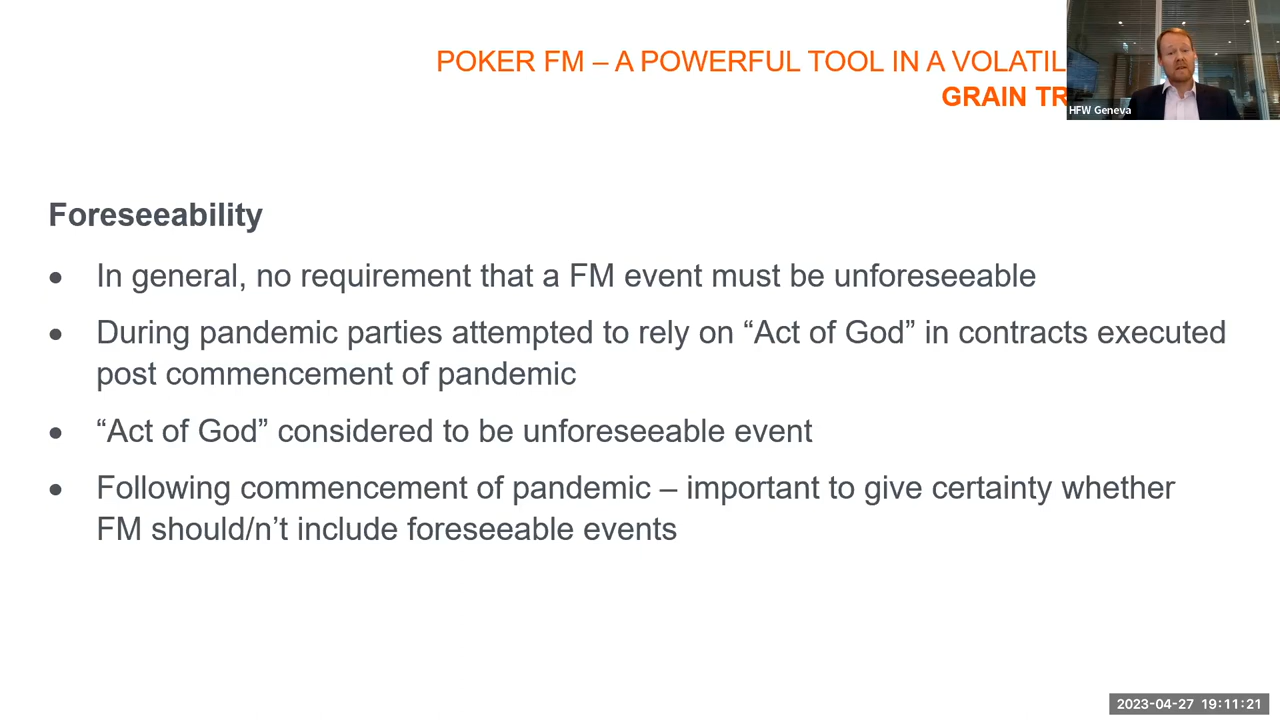 POKER FM – A POWERFUL TOOL IN A VOLATIL
GRAIN TR
HFW Geneva
Foreseeability
• In general, no requirement that a FM event must be unforeseeable
• During pandemic parties attempted to rely on “Act of God” in contracts executed
post commencement of pandemic
• “Act of God” considered to be unforeseeable event
• Following commencement of pandemic – important to give certainty whether
FM should/n’t include foreseeable events
2023-04-27 19:11:21